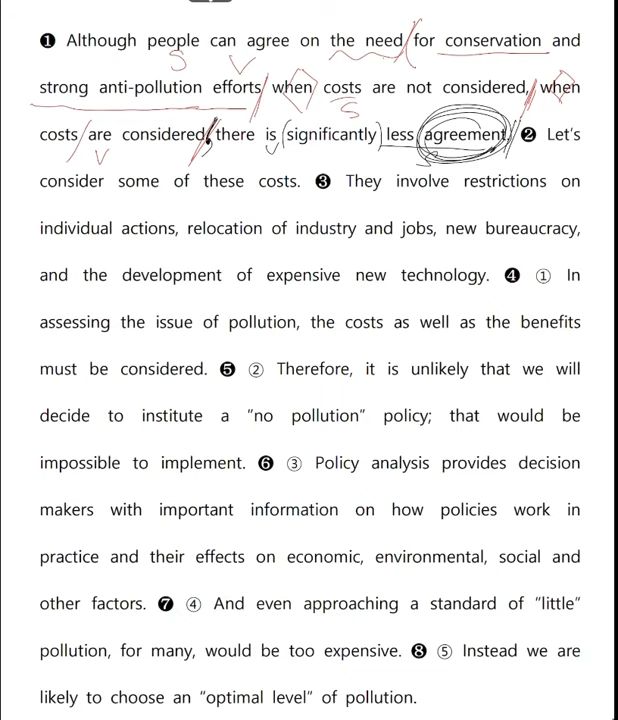 ❶ Although people can agree on the need for conservation and
strong anti-pollution efforts when costs are not considered, when
costs are considered, there is (significantly) less agreement. ❷ Let's
S V
S
V V S
consider some of these costs. ❸ They involve restrictions on
individual actions, relocation of industry and jobs, new bureaucracy,
and the development of expensive new technology. ❹ ① In
assessing the issue of pollution, the costs as well as the benefits
must be considered. ❺ ② Therefore, it is unlikely that we will
decide to institute a “no pollution” policy; that would be
impossible to implement. ❻ ③ Policy analysis provides decision
makers with important information on how policies work in
practice and their effects on economic, environmental, social and
other factors. ❼ ④ And even approaching a standard of “little”
pollution, for many, would be too expensive. ❽ ⑤ Instead we are
likely to choose an “optimal level” of pollution.